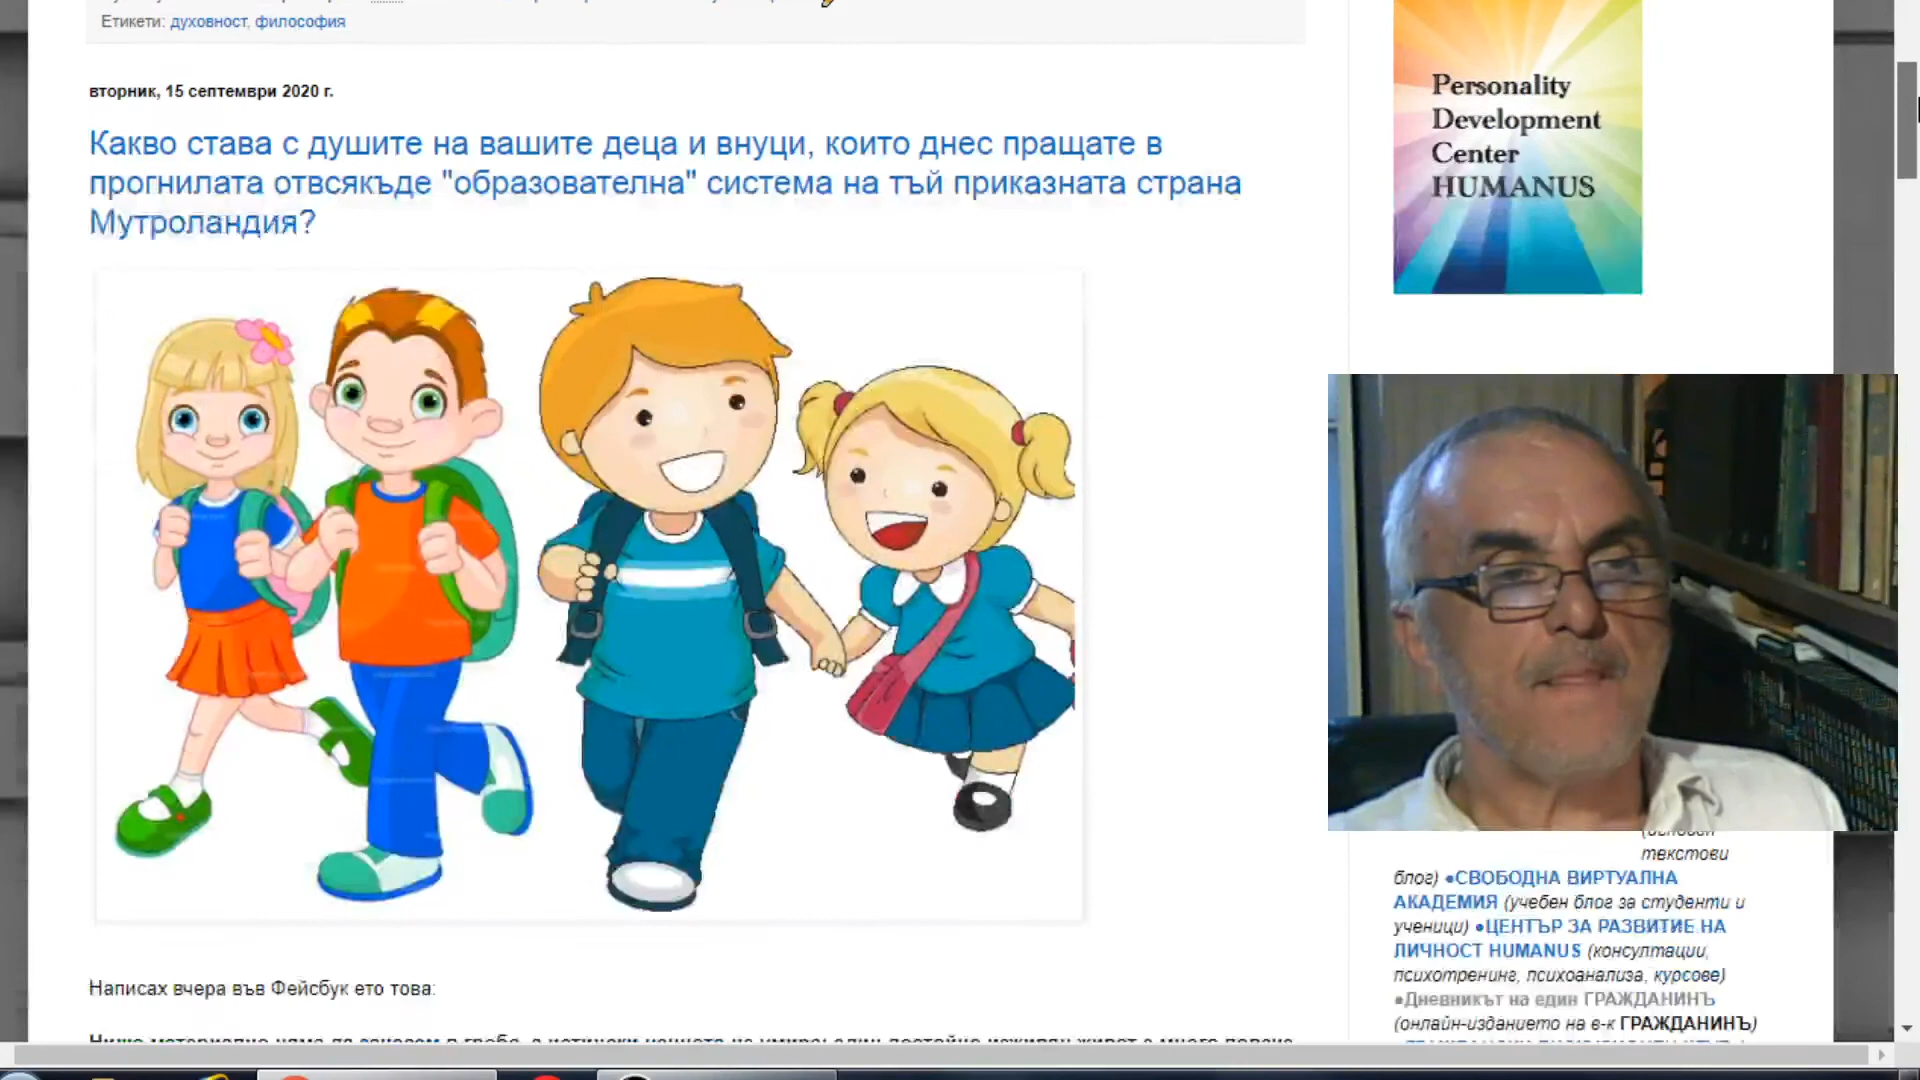 Етикети: духовност, философия
вторник, 15 септември 2020 г.
Какво става с душите на вашите деца и внуци, които днес пращате в
прогнилата отвсякъде "образователна" система на тъй приказната страна
Мутроландия?
Написах вчера във Фейсбук ето това:
Personality
Development
Center
HUMANUS
текстови
блог) ●СВОБОДНА ВИРТУАЛНА
АКАДЕМИЯ (учебен блог за студенти и
ученици) ●ЦЕНТЪР ЗА РАЗВИТИЕ НА
ЛИЧНОСТ HUMANUS (консултации,
психотренинг, психоанализа, курсове)
●Дневникът на един ГРАЖДАНИНЪ
(онлайн-изданието на в-к ГРАЖДАНИНЪ)